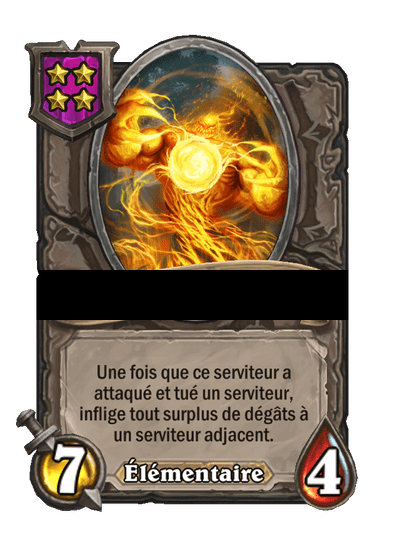 Une fois que ce serviteur a
attaqué et tué un serviteur,
inflige tout surplus de dégâts à
un serviteur adjacent.
Élémentaire
7
4